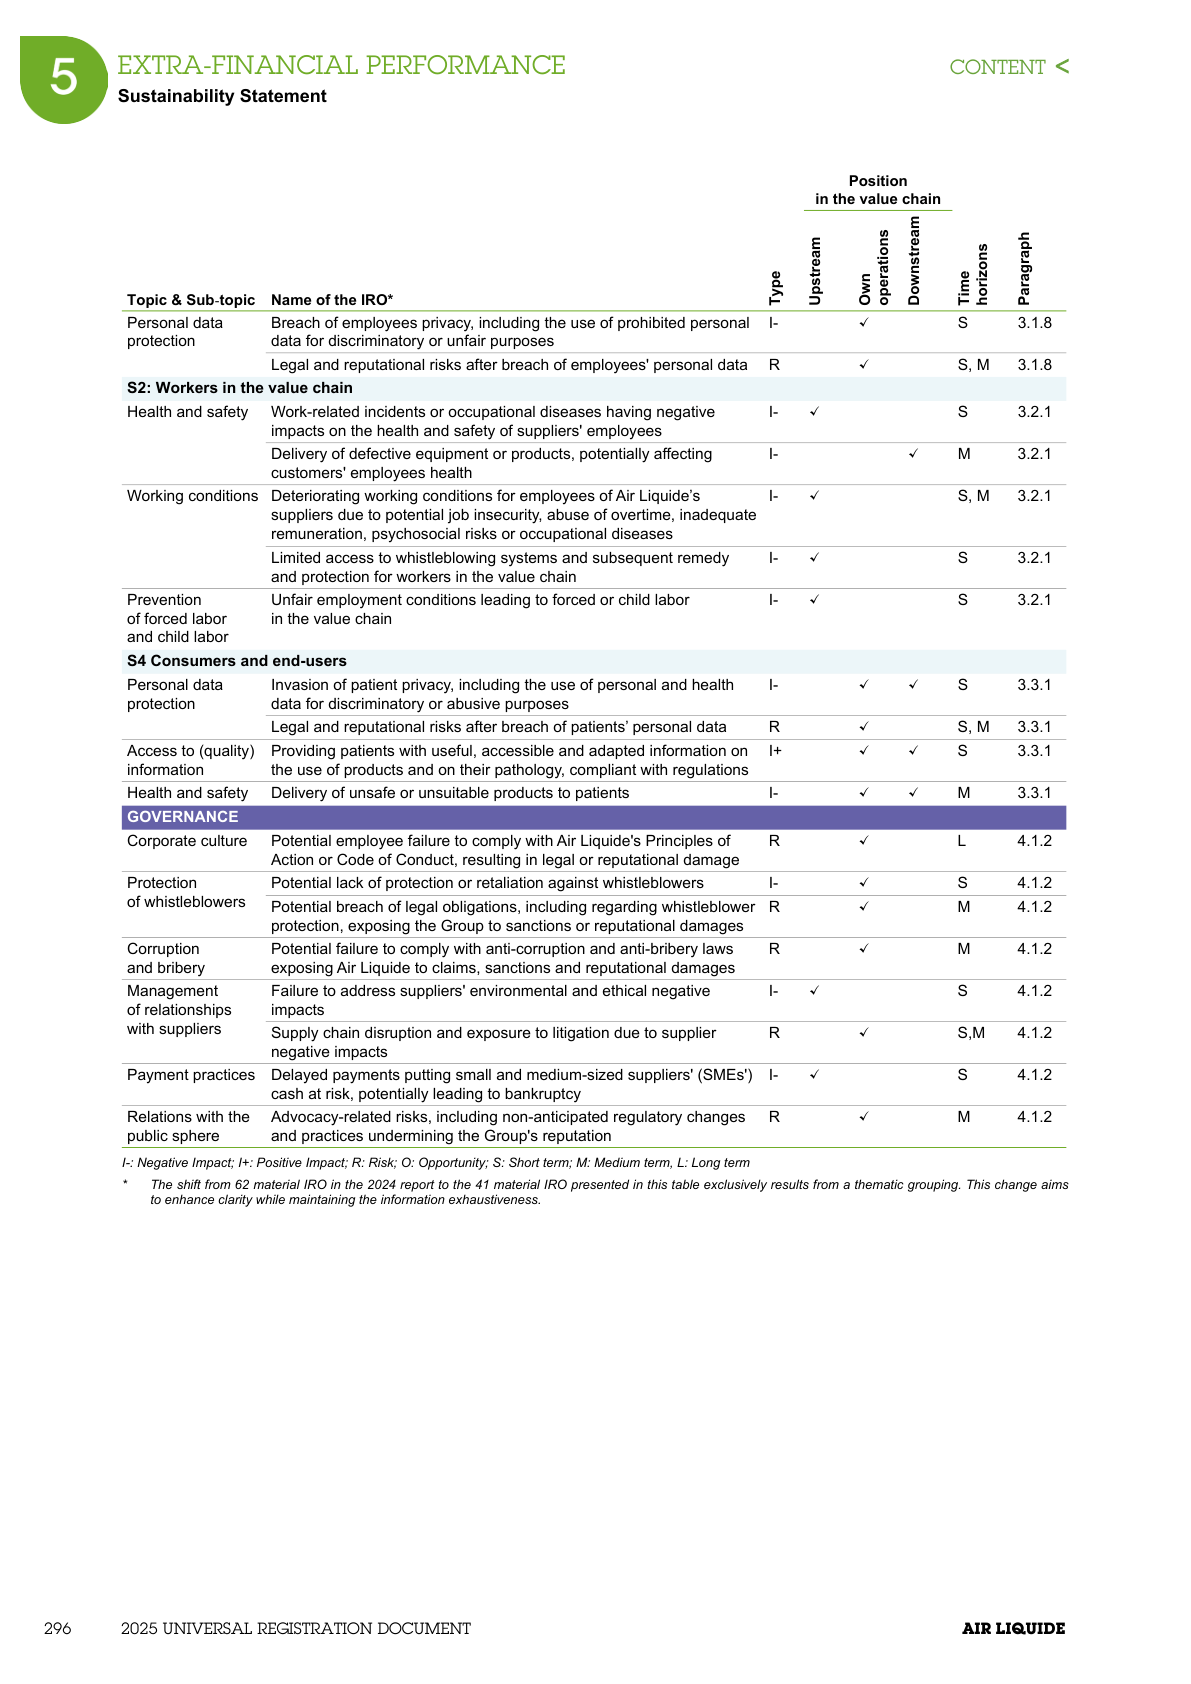 5
EXTRA-FINANCIAL PERFORMANCE
CONTENT <
Sustainability Statement
Position
in the value chain
Topic & Sub-topic Name of the IRO* Type Upstream Own operations Downstream Time horizons Paragraph
Personal data Breach of employees privacy, including the use of prohibited personal I- ✓ S 3.1.8
protection data for discriminatory or unfair purposes
Legal and reputational risks after breach of employees' personal data R ✓ S, M 3.1.8
S2: Workers in the value chain
Health and safety Work-related incidents or occupational diseases having negative I- ✓ S 3.2.1
impacts on the health and safety of suppliers' employees
Delivery of defective equipment or products, potentially affecting I- ✓ M 3.2.1
customers' employees health
Working conditions Deteriorating working conditions for employees of Air Liquide’s I- ✓ S, M 3.2.1
suppliers due to potential job insecurity, abuse of overtime, inadequate
remuneration, psychosocial risks or occupational diseases
Limited access to whistleblowing systems and subsequent remedy I- ✓ S 3.2.1
and protection for workers in the value chain
Prevention Unfair employment conditions leading to forced or child labor I- ✓ S 3.2.1
of forced labor in the value chain
and child labor
S4 Consumers and end-users
Personal data Invasion of patient privacy, including the use of personal and health I- ✓ ✓ S 3.3.1
protection data for discriminatory or abusive purposes
Legal and reputational risks after breach of patients’ personal data R ✓ S, M 3.3.1
Access to (quality) Providing patients with useful, accessible and adapted information on I+ ✓ ✓ S 3.3.1
information the use of products and on their pathology, compliant with regulations
Health and safety Delivery of unsafe or unsuitable products to patients I- ✓ ✓ M 3.3.1
GOVERNANCE
Corporate culture Potential employee failure to comply with Air Liquide's Principles of R ✓ L 4.1.2
Action or Code of Conduct, resulting in legal or reputational damage
Protection Potential lack of protection or retaliation against whistleblowers I- ✓ S 4.1.2
of whistleblowers Potential breach of legal obligations, including regarding whistleblower R ✓ M 4.1.2
protection, exposing the Group to sanctions or reputational damages
Corruption Potential failure to comply with anti-corruption and anti-bribery laws R ✓ M 4.1.2
and bribery exposing Air Liquide to claims, sanctions and reputational damages
Management Failure to address suppliers' environmental and ethical negative I- ✓ S 4.1.2
of relationships impacts
with suppliers Supply chain disruption and exposure to litigation due to supplier R ✓ S,M 4.1.2
negative impacts
Payment practices Delayed payments putting small and medium-sized suppliers' (SMEs') I- ✓ S 4.1.2
cash at risk, potentially leading to bankruptcy
Relations with the Advocacy-related risks, including non-anticipated regulatory changes R ✓ M 4.1.2
public sphere and practices undermining the Group's reputation
I-: Negative Impact; I+: Positive Impact; R: Risk; O: Opportunity; S: Short term; M: Medium term, L: Long term
* The shift from 62 material IRO in the 2024 report to the 41 material IRO presented in this table exclusively results from a thematic grouping. This change aims
to enhance clarity while maintaining the information exhaustiveness.
296 2025 UNIVERSAL REGISTRATION DOCUMENT AIR LIQUIDE